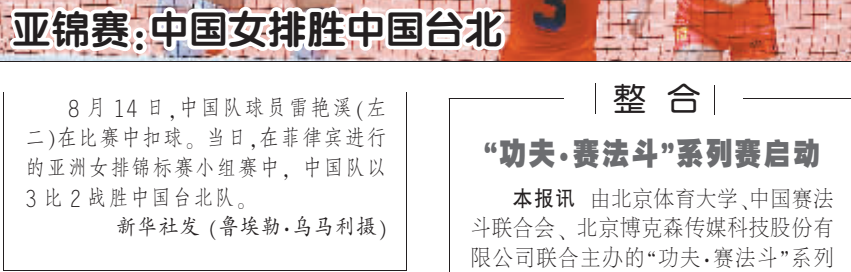 亚锦赛:中国女排胜中国台北
8月14日,中国队球员雷艳溪(左
二)在比赛中扣球。当日,在菲律宾进行
的亚洲女排锦标赛小组赛中，中国队以
3比2战胜中国台北队。
新华社发（鲁埃勒·乌马利摄）
整合
“功夫·赛法斗”系列赛启动
本报讯 由北京体育大学、中国赛法
斗联合会、北京博克森传媒科技股份有
限公司联合主办的“功夫·赛法斗”系列